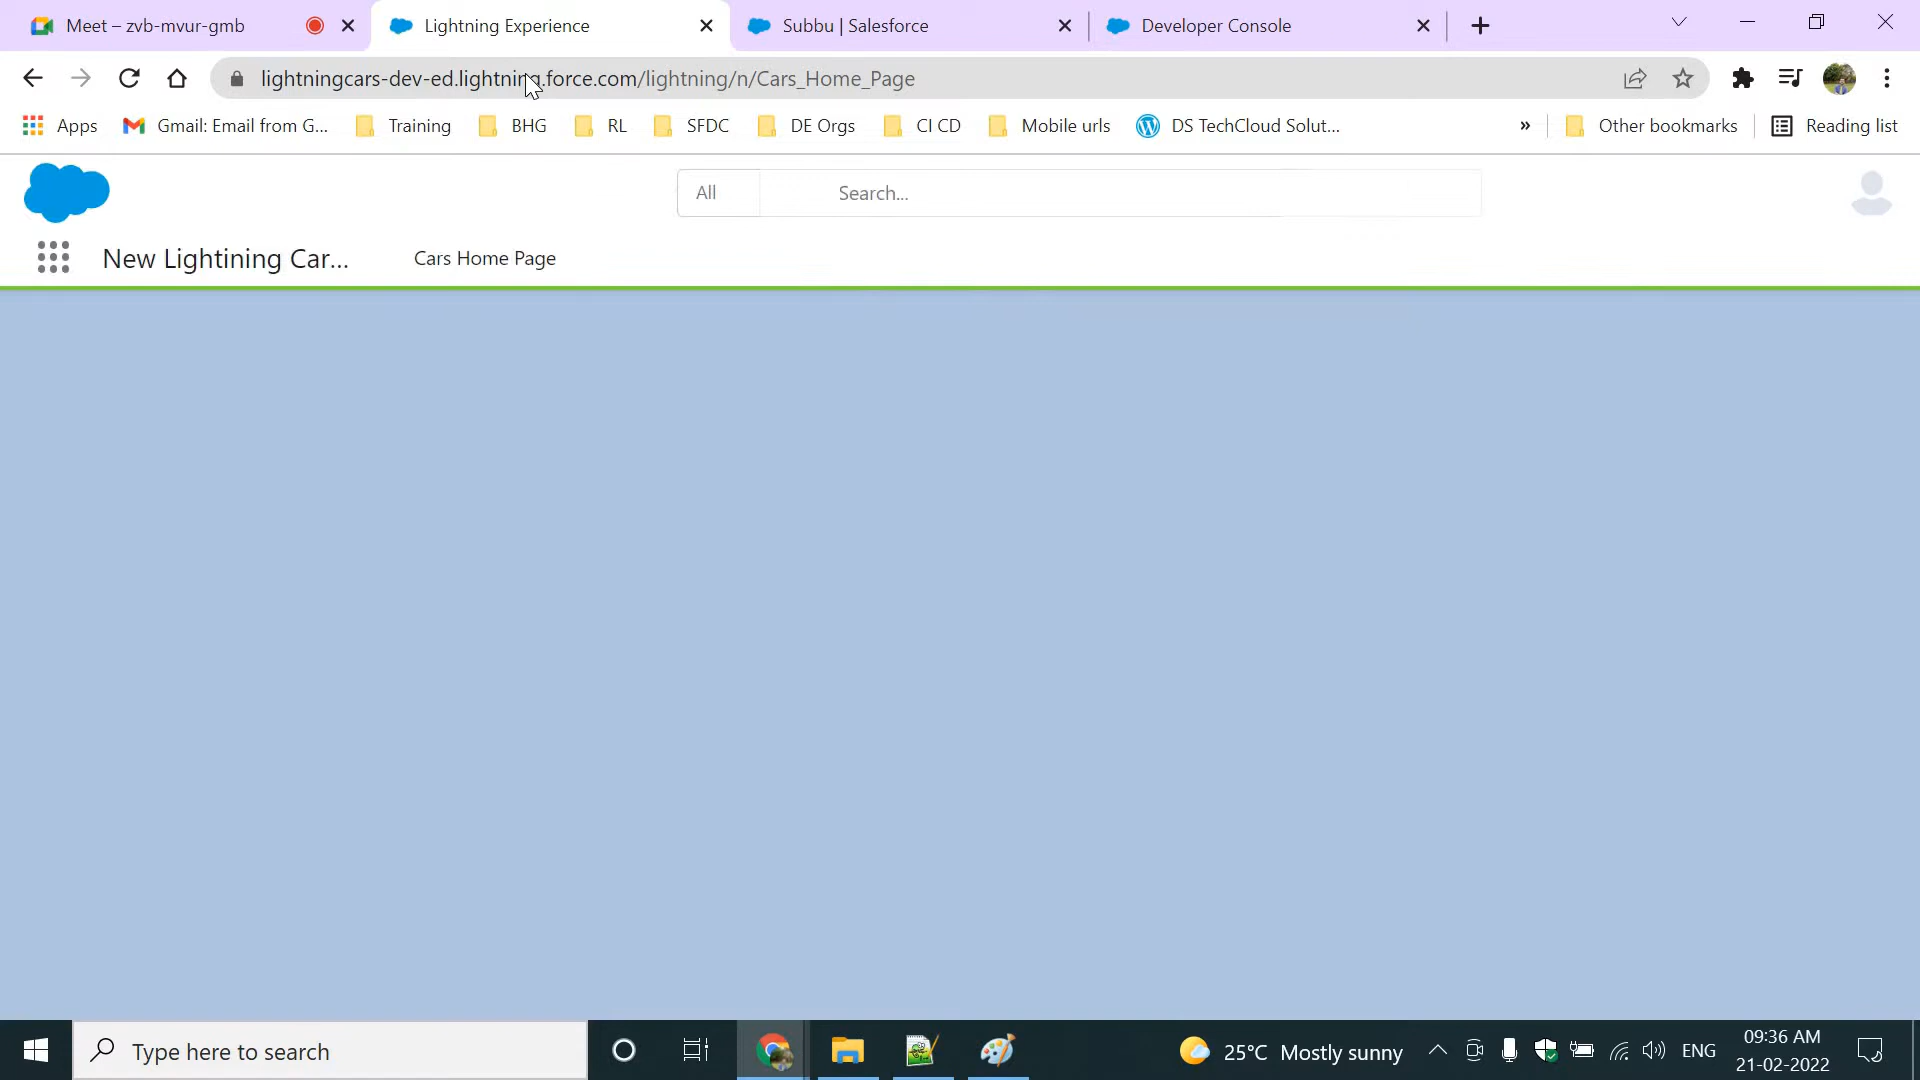 Meet – zvb-mvur-gmb
Lightning Experience
Subbu | Salesforce
Developer Console
lightningcars-dev-ed.lightning.force.com/lightning/n/Cars_Home_Page
Apps
Gmail: Email from G...
Training
BHG
RL
SFDC
DE Orgs
CI CD
Mobile urls
DS TechCloud Solut...
»
Other bookmarks
Reading list
All
Search...
New Lightining Car...
Cars Home Page
Type here to search
25°C Mostly sunny
ENG
09:36 AM
21-02-2022